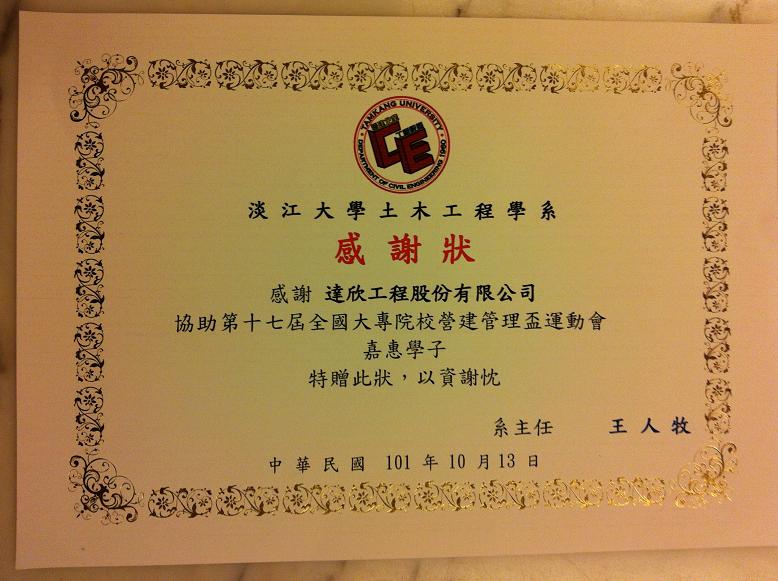 TAMKANG UNIVERSITY
CE
DEPARTMENT OF CIVIL ENGINEERING 1960
淡江大學土木工程學系
感謝狀
感謝 達欣工程股份有限公司
協助第十七屆全國大專院校營建管理盃運動會
嘉惠學子
特贈此狀，以資謝忱
系主任 王人牧
中華民國 101 年 10 月 13 日